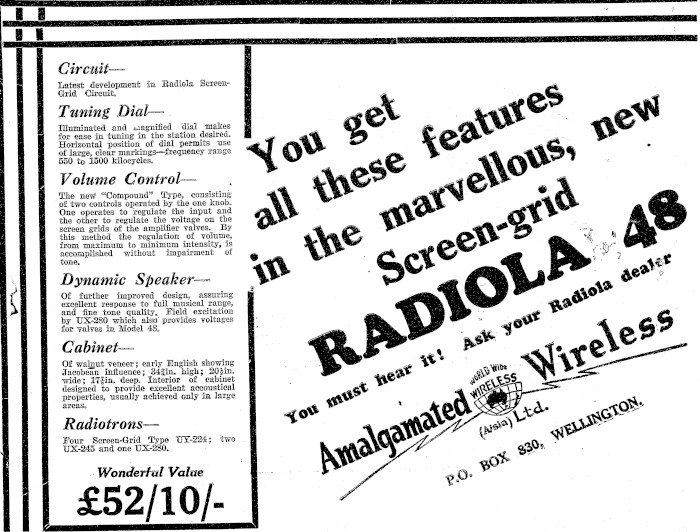 Circuit—
Latest development in Radiola Screen-
Grid Circuit.
Tuning Dial—
Illuminated and magnified dial makes
for ease in tuning in the station desired.
Horizontal position of dial permits use
of large, clear markings—frequency range
550 to 1500 kilocycles.
Volume Control—
The new "Compound" Type, consisting
of two controls operated by the one knob.
One operates to regulate the input and
the other to regulate the voltage on the
screen grids of the amplifier valves. By
this method the regulation of volume,
from maximum to minimum intensity, is
accomplished without impairment of
tone.
Dynamic Speaker—
Of further improved design, assuring
excellent response to full musical range,
and fine tone quality. Field excitation
by UX-280 which also provides voltages
for valves in Model 48.
Cabinet—
Of walnut veneer; early English showing
Jacobean influence; 34⅝in. high; 20½in.
wide; 17½in. deep. Interior of cabinet
designed to provide excellent accoustical
properties, usually achieved only in large
areas.
Radiotrons—
Four Screen-Grid Type UY-224; two
UX-245 and one UX-280.
Wonderful Value
£52/10/-
You get
all these features
in the marvellous, new
Screen-grid
RADIOLA 48
You must hear it! Ask your Radiola dealer
Amalgamated Wireless
WORLD WIDE
WIRELESS
(A/sia) Ltd.
P.O. BOX 830, WELLINGTON.